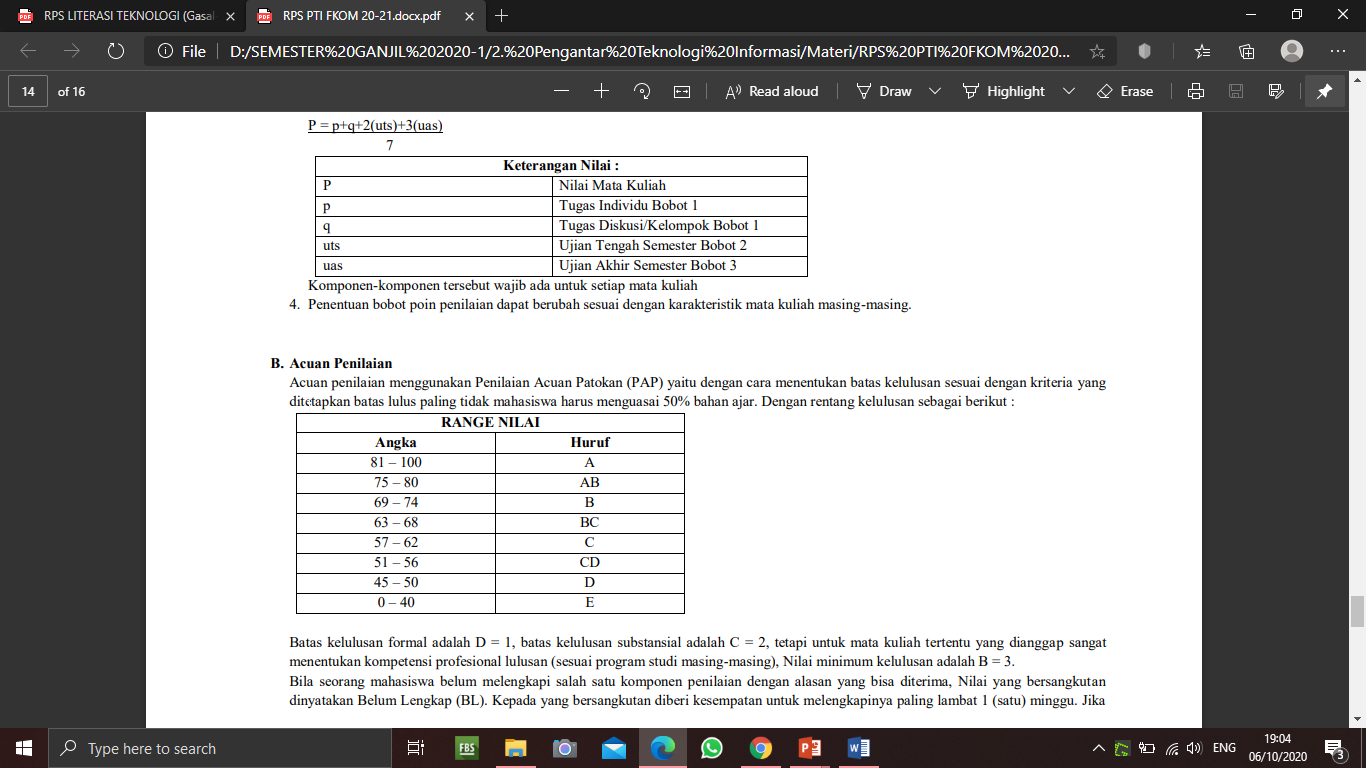 RPS LITERASI TEKNOLOGI (Gasal
RPS PTI FKOM 20-21.docx.pdf
File
D:/SEMESTER%20GANJIL%202020-1/2.%20Pengantar%20Teknologi%20Informasi/Materi/RPS%20PTI%20FKOM%2020...
14 of 16
Read aloud
Draw
Highlight
Erase
P = p+q+2(uts)+3(uas)
7
Keterangan Nilai :
P Nilai Mata Kuliah
p Tugas Individu Bobot 1
q Tugas Diskusi/Kelompok Bobot 1
uts Ujian Tengah Semester Bobot 2
uas Ujian Akhir Semester Bobot 3
Komponen-komponen tersebut wajib ada untuk setiap mata kuliah
4. Penentuan bobot poin penilaian dapat berubah sesuai dengan karakteristik mata kuliah masing-masing.
B. Acuan Penilaian
Acuan penilaian menggunakan Penilaian Acuan Patokan (PAP) yaitu dengan cara menentukan batas kelulusan sesuai dengan kriteria yang
ditetapkan batas lulus paling tidak mahasiswa harus menguasai 50% bahan ajar. Dengan rentang kelulusan sebagai berikut :
RANGE NILAI
Angka Huruf
81 – 100 A
75 – 80 AB
69 – 74 B
63 – 68 BC
57 – 62 C
51 – 56 CD
45 – 50 D
0 – 40 E
Batas kelulusan formal adalah D = 1, batas kelulusan substansial adalah C = 2, tetapi untuk mata kuliah tertentu yang dianggap sangat
menentukan kompetensi profesional lulusan (sesuai program studi masing-masing), Nilai minimum kelulusan adalah B = 3.
Bila seorang mahasiswa belum melengkapi salah satu komponen penilaian dengan alasan yang bisa diterima, Nilai yang bersangkutan
dinyatakan Belum Lengkap (BL). Kepada yang bersangkutan diberi kesempatan untuk melengkapinya paling lambat 1 (satu) minggu. Jika
Type here to search
FBS
ENG
19:04
06/10/2020
3